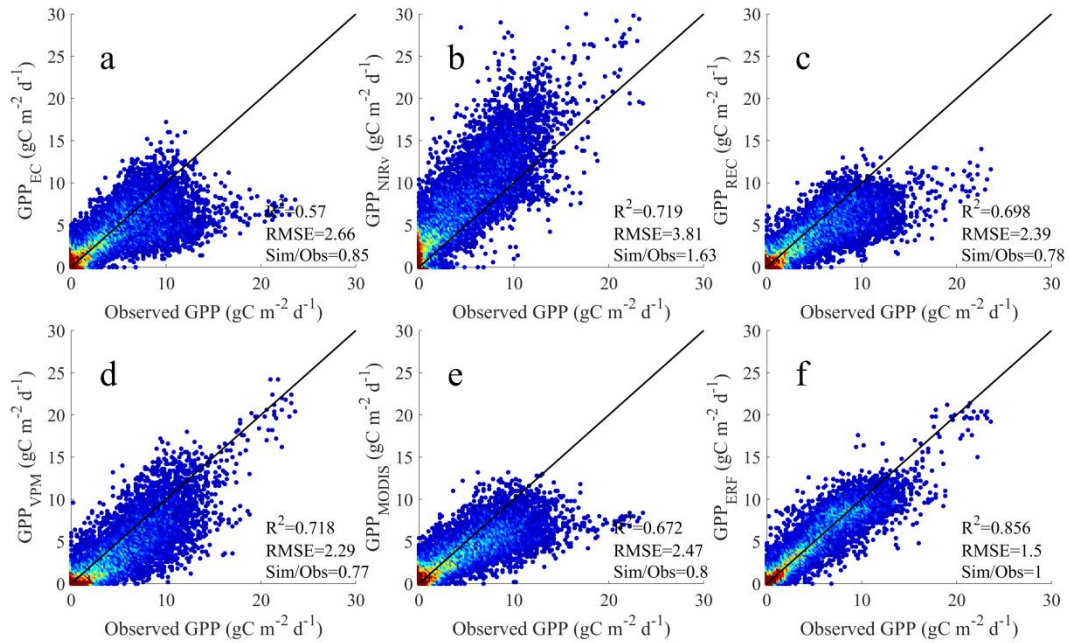 a
GPP_EC (gC m⁻² d⁻¹)
30
25
20
15
10
5
0
0 10 20 30
R²=0.57
RMSE=2.66
Sim/Obs=0.85
Observed GPP (gC m⁻² d⁻¹)
b
GPP_NIRv (gC m⁻² d⁻¹)
30
25
20
15
10
5
0
0 10 20 30
R²=0.719
RMSE=3.81
Sim/Obs=1.63
Observed GPP (gC m⁻² d⁻¹)
c
GPP_REC (gC m⁻² d⁻¹)
30
25
20
15
10
5
0
0 10 20 30
R²=0.698
RMSE=2.39
Sim/Obs=0.78
Observed GPP (gC m⁻² d⁻¹)
d
GPP_VPM (gC m⁻² d⁻¹)
30
25
20
15
10
5
0
0 10 20 30
R²=0.718
RMSE=2.29
Sim/Obs=0.77
Observed GPP (gC m⁻² d⁻¹)
e
GPP_MODIS (gC m⁻² d⁻¹)
30
25
20
15
10
5
0
0 10 20 30
R²=0.672
RMSE=2.47
Sim/Obs=0.8
Observed GPP (gC m⁻² d⁻¹)
f
GPP_ERF (gC m⁻² d⁻¹)
30
25
20
15
10
5
0
0 10 20 30
R²=0.856
RMSE=1.5
Sim/Obs=1
Observed GPP (gC m⁻² d⁻¹)